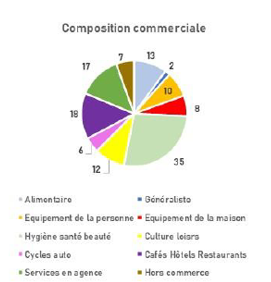 Composition commerciale
13
2
10
8
35
12
6
18
17
7
Alimentaire
Généraliste
Equipement de la personne
Equipement de la maison
Hygiène santé beauté
Culture loisrs
Cycles auto
Cafés Hôtels Restaurants
Services en agence
Hors commerce